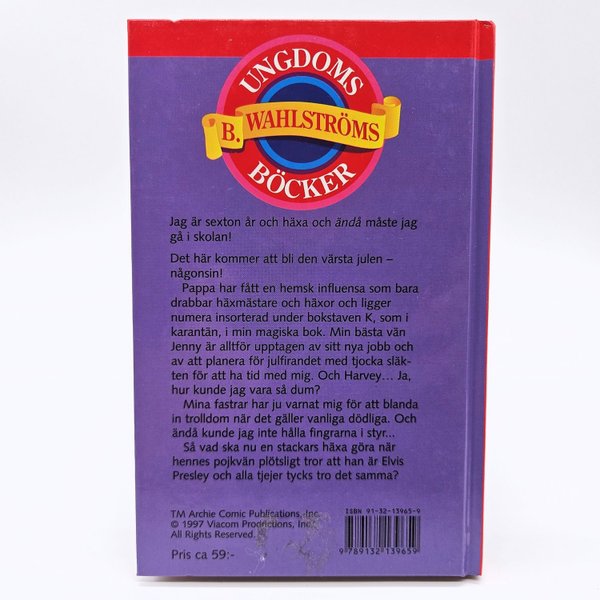 UNGDOMS
B. WAHLSTRÖMS
BÖCKER
Jag är sexton år och häxa och ändå måste jag
gå i skolan!
Det här kommer att bli den värsta julen –
någonsin!
Pappa har fått en hemsk influensa som bara
drabbar häxmästare och häxor och ligger
numera insorterad under bokstaven K, som i
karantän, i min magiska bok. Min bästa vän
Jenny är alltför upptagen av sitt nya jobb och
av att planera för julfirandet med tjocka släk-
ten för att ha tid med mig. Och Harvey... Ja,
hur kunde jag vara så dum?
Mina fastrar har ju varnat mig för att blanda
in trolldom när det gäller vanliga dödliga. Och
ändå kunde jag inte hålla fingrarna i styr...
Så vad ska nu en stackars häxa göra när
hennes pojkvän plötsligt tror att han är Elvis
Presley och alla tjejer tycks tro det samma?
TM Archie Comic Publications, Inc.
© 1997 Viacom Productions, Inc.
All Rights Reserved.
Pris ca 59:-
ISBN 91-32-13965-9
9 789132 139659